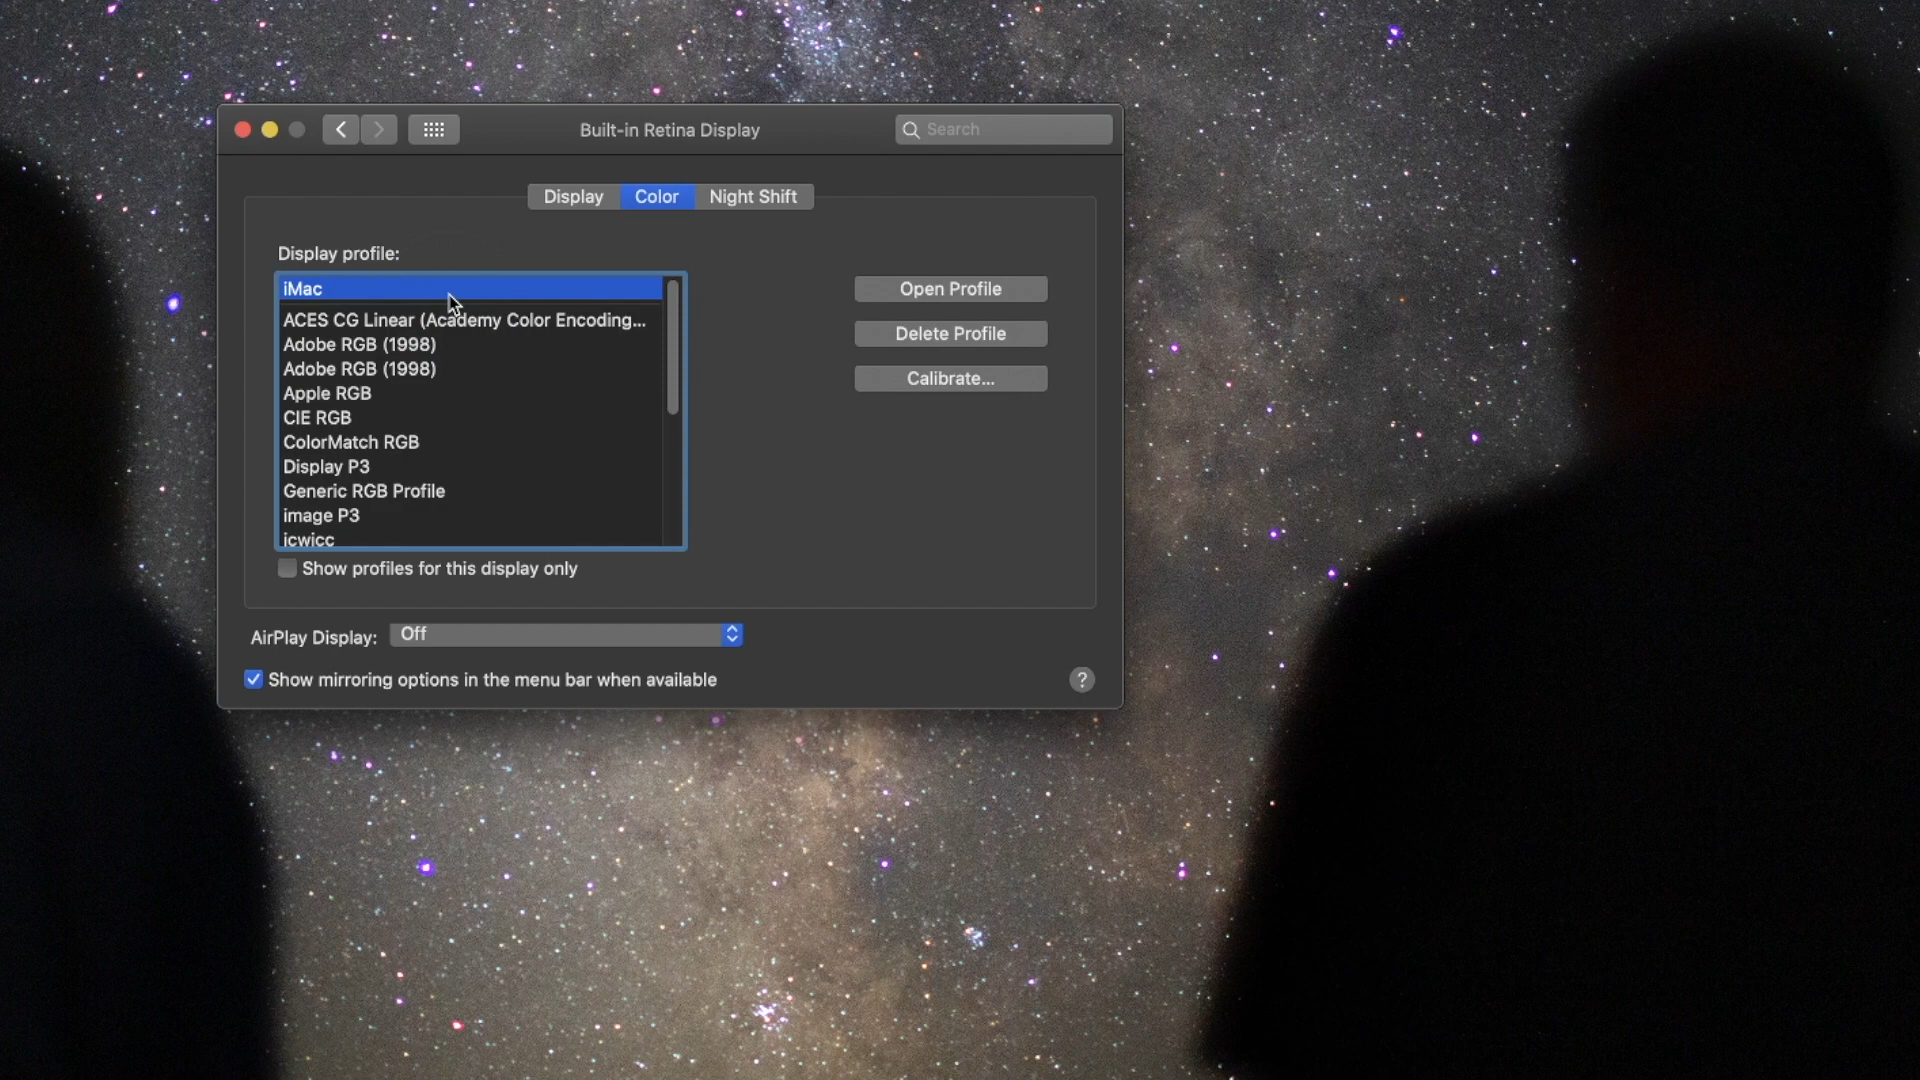 Built-in Retina Display
Search
Display Color Night Shift
Display profile:
iMac
ACES CG Linear (Academy Color Encoding...
Adobe RGB (1998)
Adobe RGB (1998)
Apple RGB
CIE RGB
ColorMatch RGB
Display P3
Generic RGB Profile
image P3
icwicc
Open Profile
Delete Profile
Calibrate...
Show profiles for this display only
AirPlay Display: Off
Show mirroring options in the menu bar when available
?